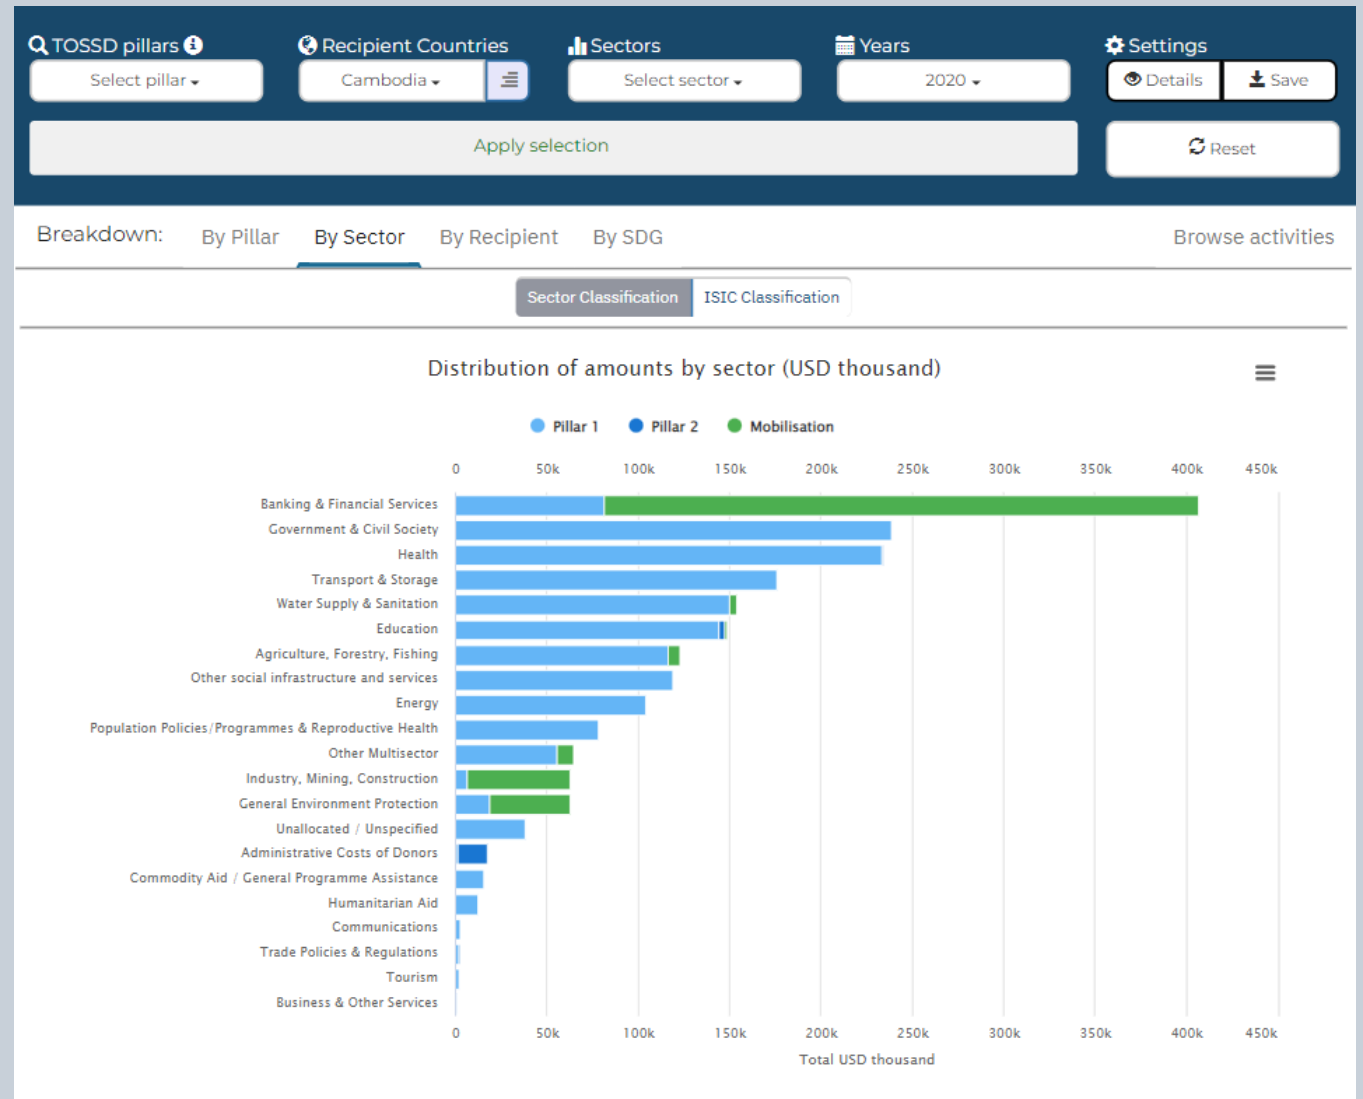 TOSSD pillars
Recipient Countries
Sectors
Years
Settings
Select pillar
Cambodia
Select sector
2020
Details
Save
Apply selection
Reset
Breakdown:
By Pillar
By Sector
By Recipient
By SDG
Browse activities
Sector Classification
ISIC Classification
Distribution of amounts by sector (USD thousand)
Pillar 1
Pillar 2
Mobilisation
0 50k 100k 150k 200k 250k 300k 350k 400k 450k
Banking & Financial Services
Government & Civil Society
Health
Transport & Storage
Water Supply & Sanitation
Education
Agriculture, Forestry, Fishing
Other social infrastructure and services
Energy
Population Policies/Programmes & Reproductive Health
Other Multisector
Industry, Mining, Construction
General Environment Protection
Unallocated / Unspecified
Administrative Costs of Donors
Commodity Aid / General Programme Assistance
Humanitarian Aid
Communications
Trade Policies & Regulations
Tourism
Business & Other Services
0 50k 100k 150k 200k 250k 300k 350k 400k 450k
Total USD thousand